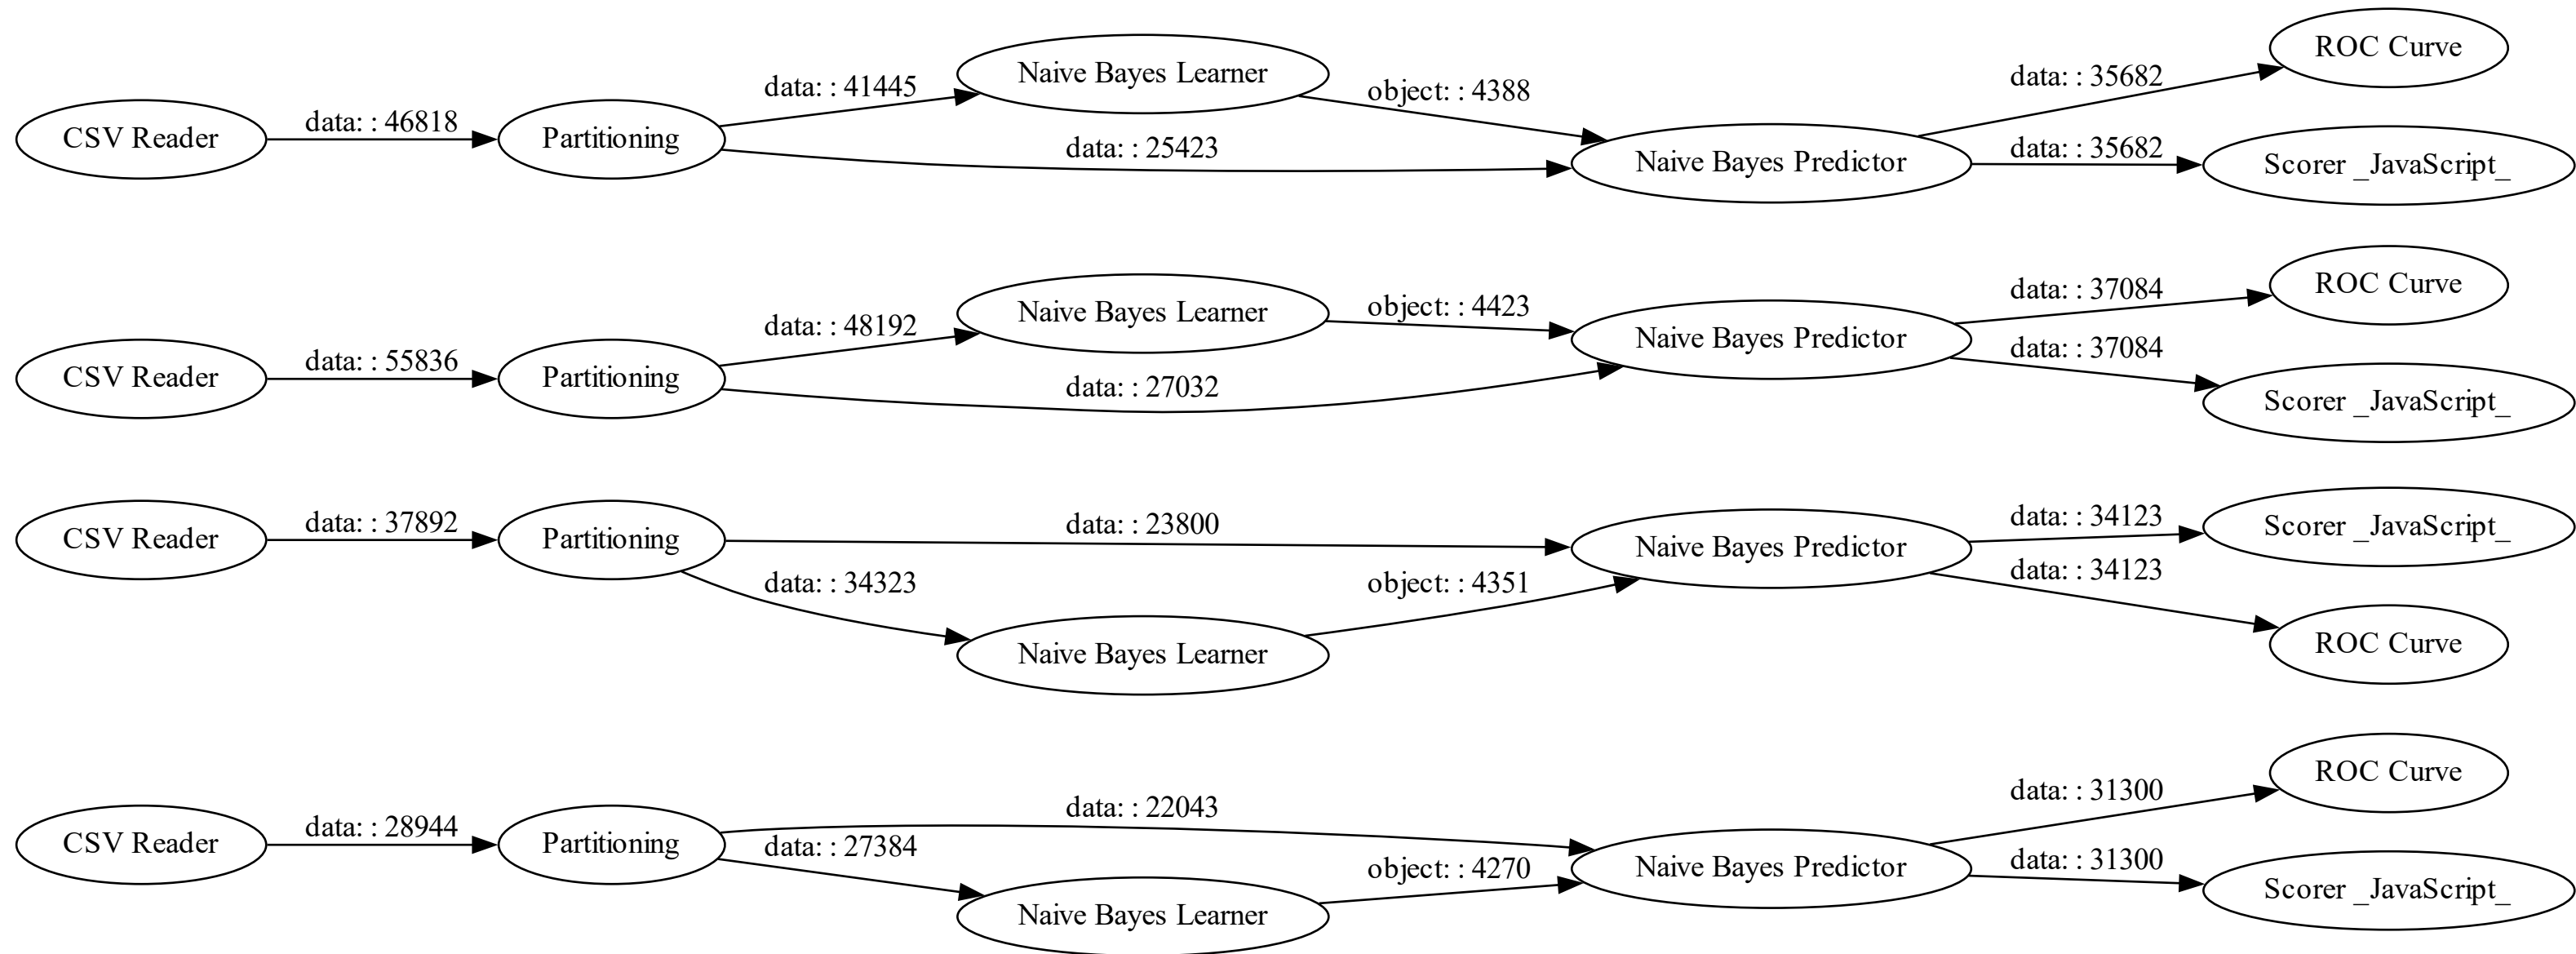 ROC Curve
Naive Bayes Learner
data: : 41445
object: : 4388
data: : 35682
CSV Reader
data: : 46818
Partitioning
data: : 25423
Naive Bayes Predictor
data: : 35682
Scorer _JavaScript_
ROC Curve
Naive Bayes Learner
data: : 48192
object: : 4423
data: : 37084
CSV Reader
data: : 55836
Partitioning
data: : 27032
Naive Bayes Predictor
data: : 37084
Scorer _JavaScript_
CSV Reader
data: : 37892
Partitioning
data: : 23800
Naive Bayes Predictor
data: : 34123
Scorer _JavaScript_
data: : 34323
Naive Bayes Learner
object: : 4351
data: : 34123
ROC Curve
CSV Reader
data: : 28944
Partitioning
data: : 22043
data: : 27384
Naive Bayes Learner
object: : 4270
Naive Bayes Predictor
data: : 31300
ROC Curve
data: : 31300
Scorer _JavaScript_